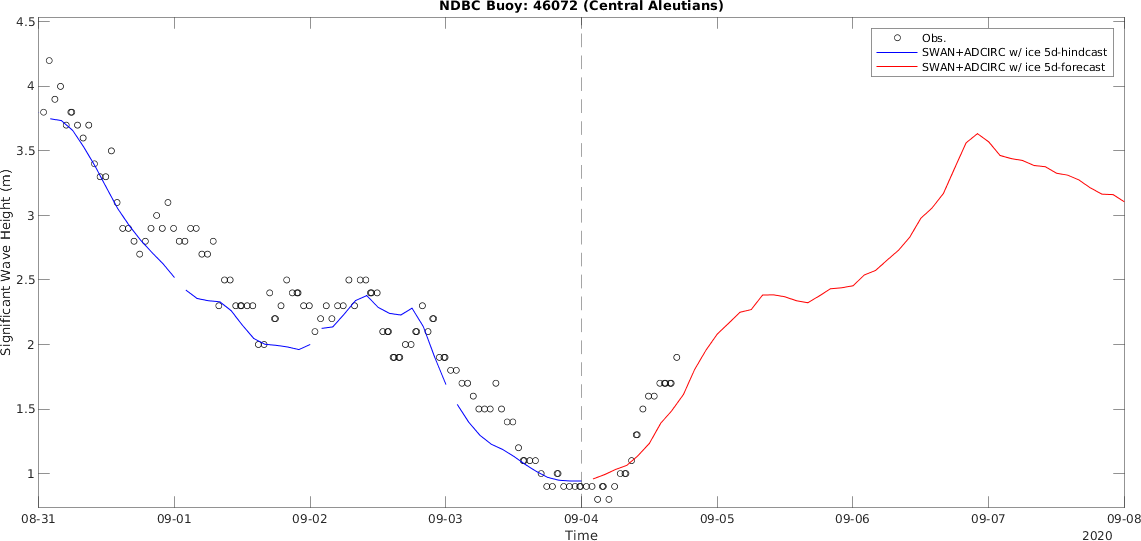 NDBC Buoy: 46072 (Central Aleutians)
4.5
4
3.5
3
2.5
2
1.5
1
Significant Wave Height (m)
Obs.
SWAN+ADCIRC w/ ice 5d-hindcast
SWAN+ADCIRC w/ ice 5d-forecast
08-31 09-01 09-02 09-03 09-04 09-05 09-06 09-07 09-08
Time
2020